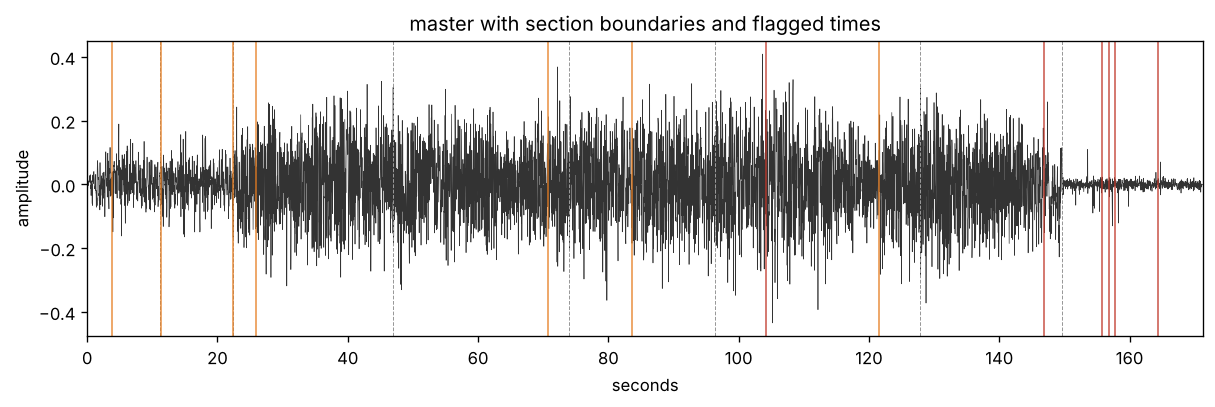 master with section boundaries and flagged times
0.4
0.2
0.0
−0.2
−0.4
amplitude
0 20 40 60 80 100 120 140 160
seconds